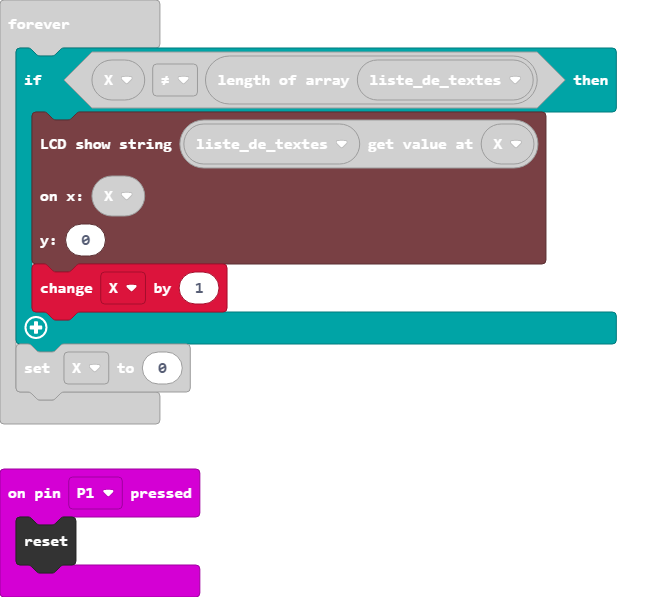 forever
if X ≠ length of array liste_de_textes then
LCD show string liste_de_textes get value at X
on x: X
y: 0
change X by 1
set X to 0
on pin P1 pressed
reset